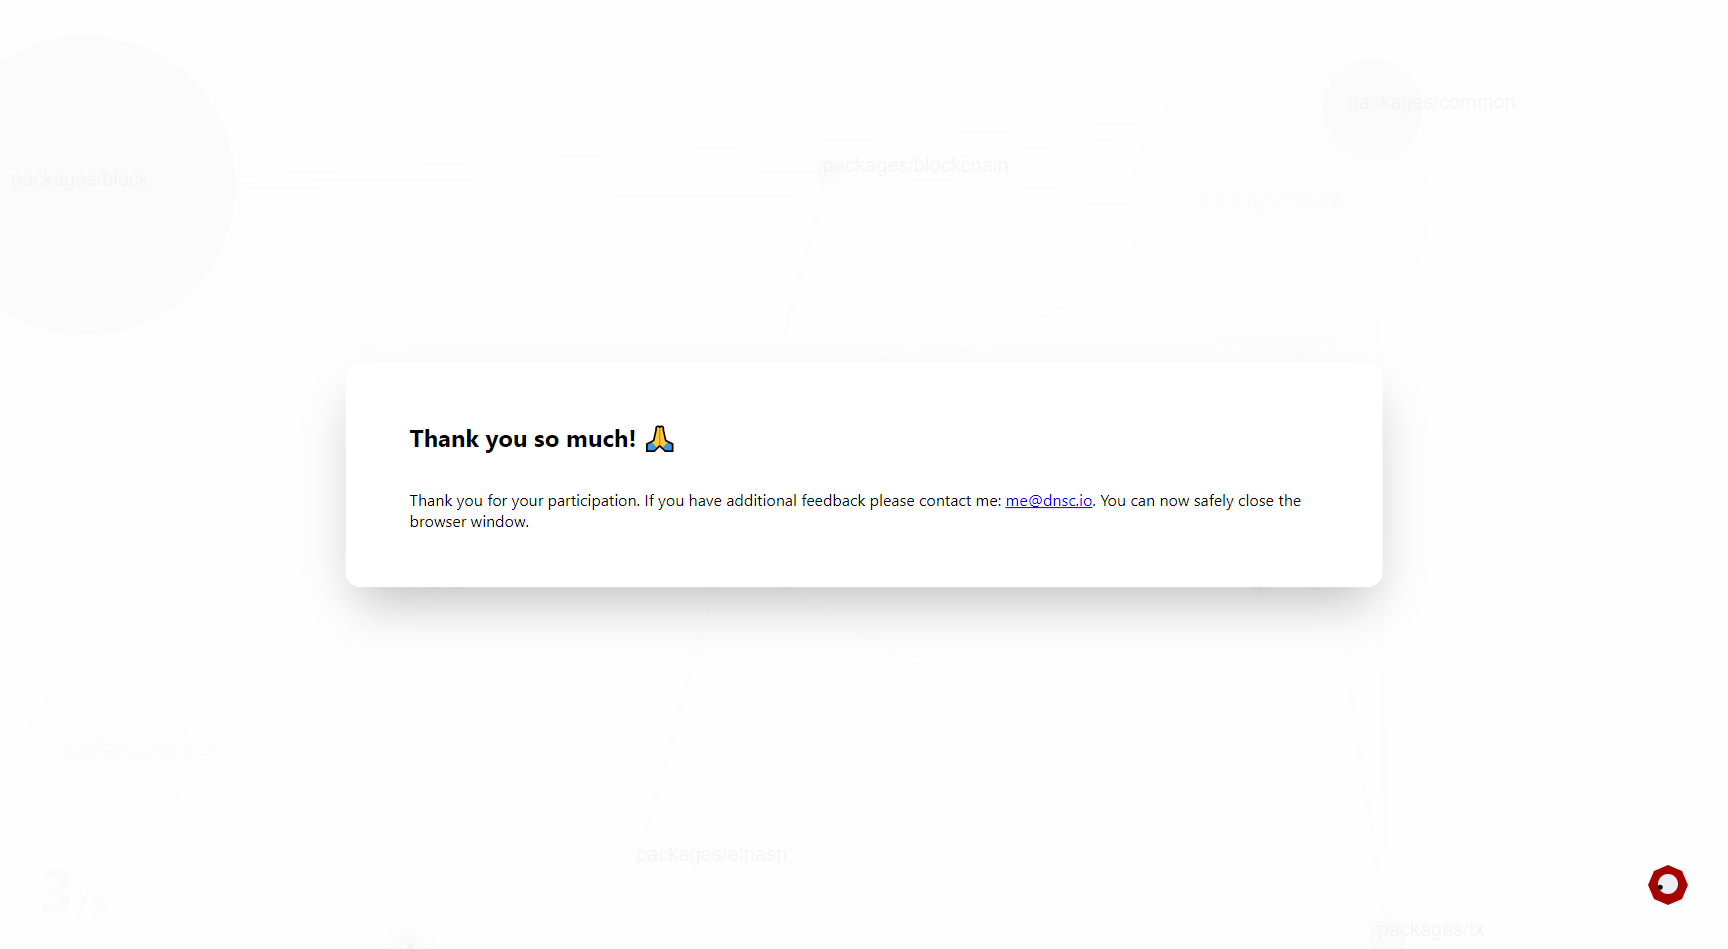 packages/common
packages/blockchain
packages/block
Thank you so much! 🙏
Thank you for your participation. If you have additional feedback please contact me: me@dnsc.io. You can now safely close the
browser window.
packages/ethash
3/3
packages/tx